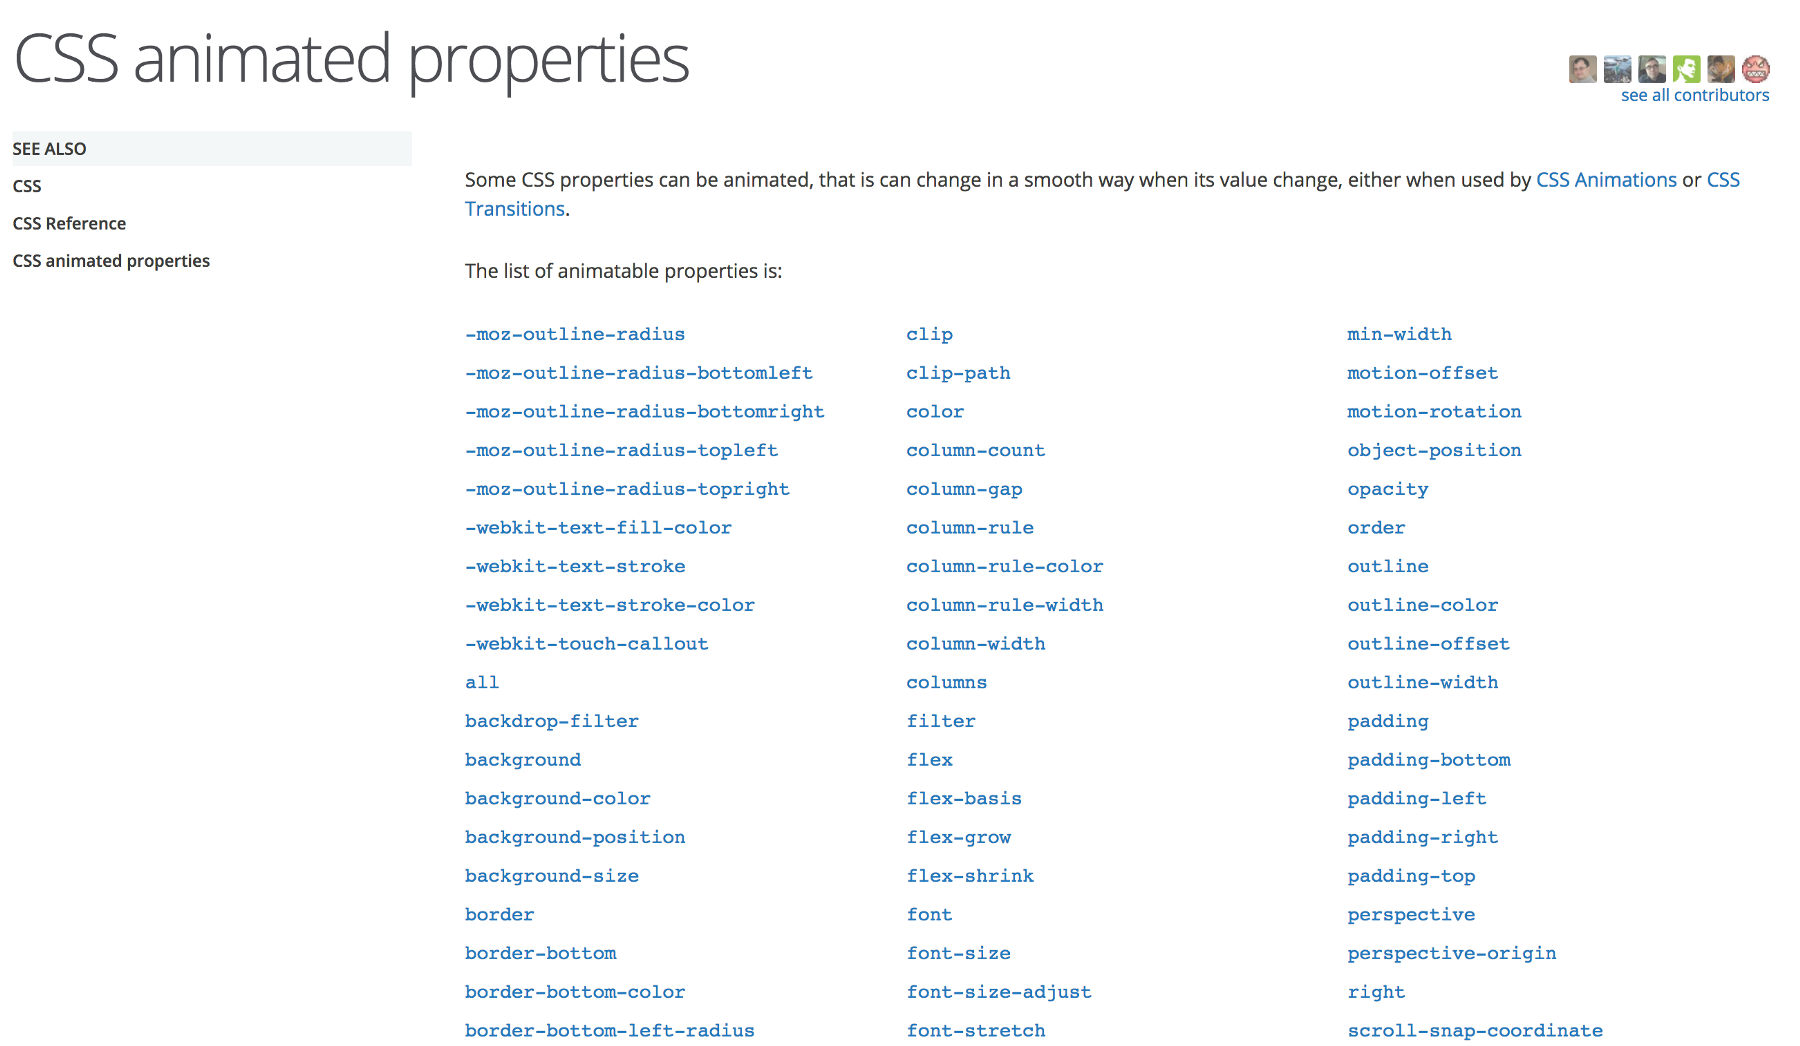 CSS animated properties
see all contributors
SEE ALSO
CSS
CSS Reference
CSS animated properties
Some CSS properties can be animated, that is can change in a smooth way when its value change, either when used by CSS Animations or CSS
Transitions.
The list of animatable properties is:
-moz-outline-radius
-moz-outline-radius-bottomleft
-moz-outline-radius-bottomright
-moz-outline-radius-topleft
-moz-outline-radius-topright
-webkit-text-fill-color
-webkit-text-stroke
-webkit-text-stroke-color
-webkit-touch-callout
all
backdrop-filter
background
background-color
background-position
background-size
border
border-bottom
border-bottom-color
border-bottom-left-radius
clip
clip-path
color
column-count
column-gap
column-rule
column-rule-color
column-rule-width
column-width
columns
filter
flex
flex-basis
flex-grow
flex-shrink
font
font-size
font-size-adjust
font-stretch
min-width
motion-offset
motion-rotation
object-position
opacity
order
outline
outline-color
outline-offset
outline-width
padding
padding-bottom
padding-left
padding-right
padding-top
perspective
perspective-origin
right
scroll-snap-coordinate